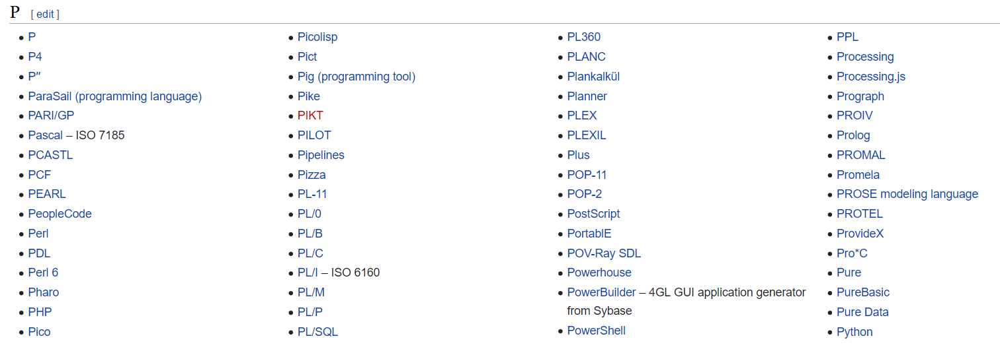 P [ edit ]
P
P4
P′′
ParaSail (programming language)
PARI/GP
Pascal – ISO 7185
PCASTL
PCF
PEARL
PeopleCode
Perl
PDL
Perl 6
Pharo
PHP
Pico
Picolisp
Pict
Pig (programming tool)
Pike
PIKT
PILOT
Pipelines
Pizza
PL-11
PL/0
PL/B
PL/C
PL/I – ISO 6160
PL/M
PL/P
PL/SQL
PL360
PLANC
Plankalkül
Planner
PLEX
PLEXIL
Plus
POP-11
POP-2
PostScript
PortablE
POV-Ray SDL
Powerhouse
PowerBuilder – 4GL GUI application generator
from Sybase
PowerShell
PPL
Processing
Processing.js
Prograph
PROIV
Prolog
PROMAL
Promela
PROSE modeling language
PROTEL
ProvideX
Pro*C
Pure
PureBasic
Pure Data
Python